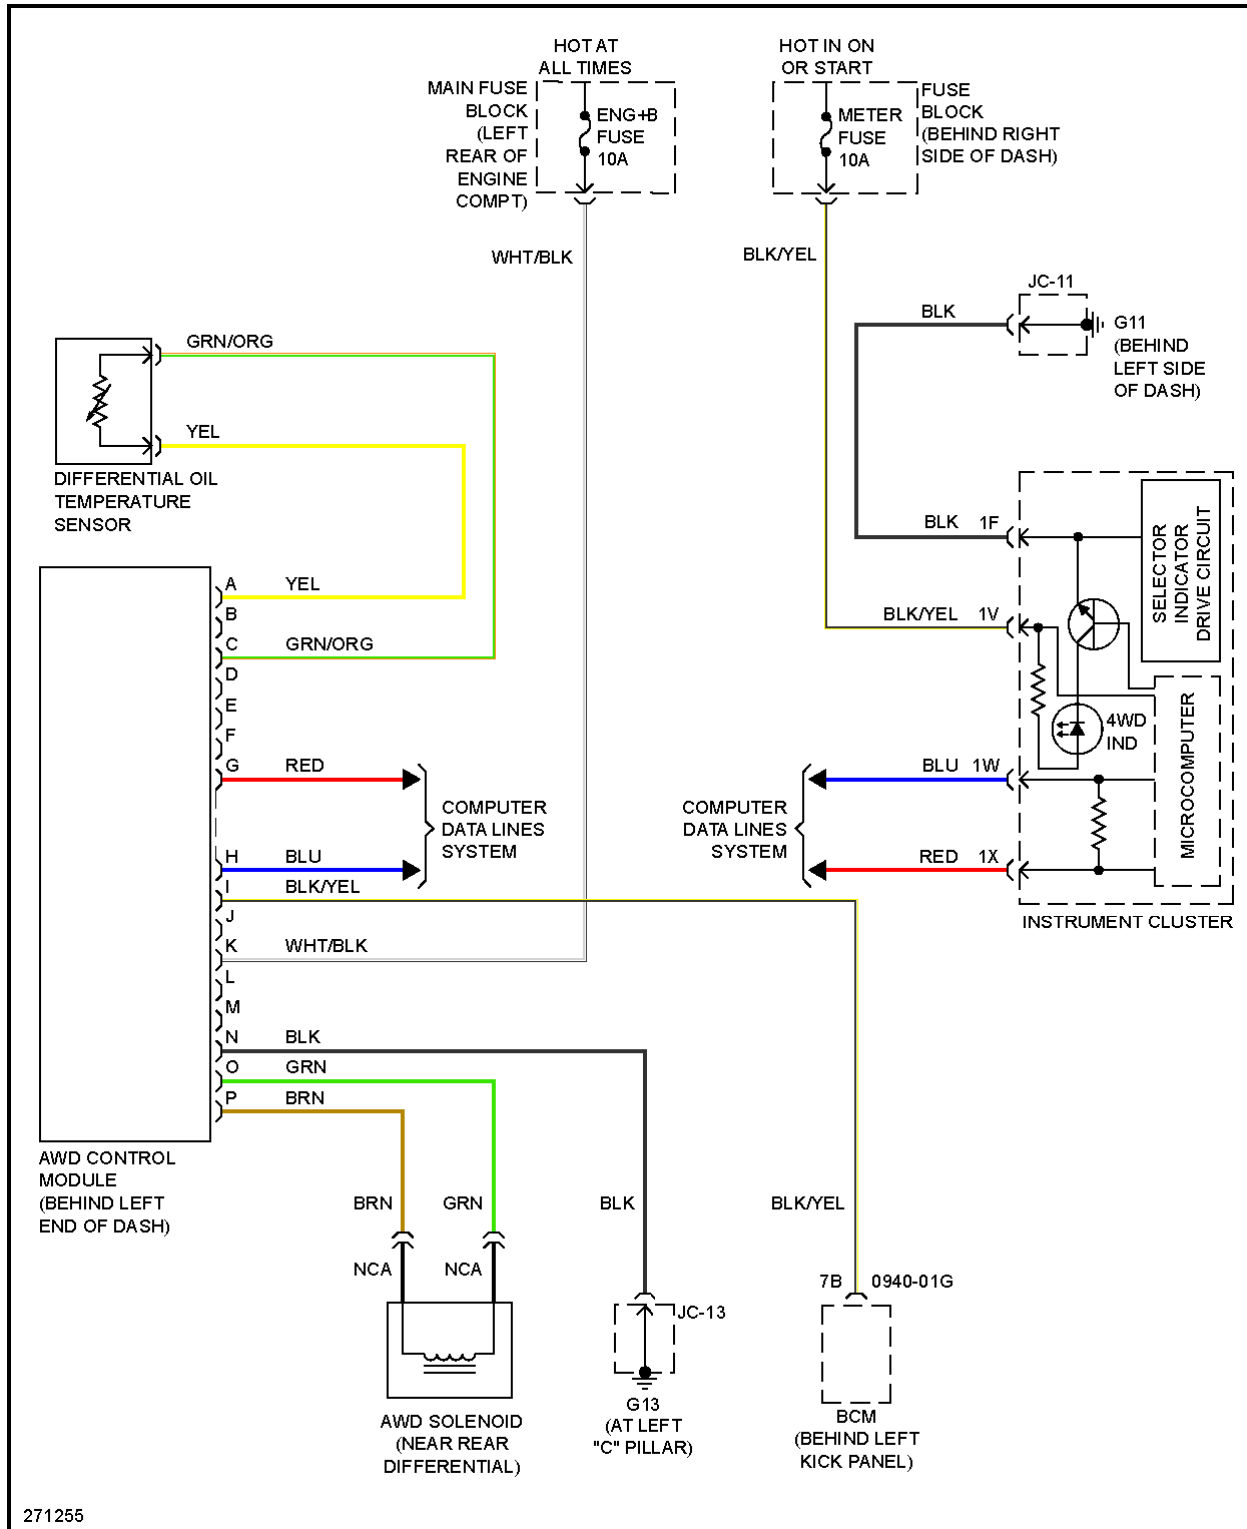 HOT AT
ALL TIMES
HOT IN ON
OR START
MAIN FUSE
BLOCK
(LEFT
REAR OF
ENGINE
COMPT)
ENG+B
FUSE
10A
METER
FUSE
10A
FUSE
BLOCK
(BEHIND RIGHT
SIDE OF DASH)
WHT/BLK
BLK/YEL
JC-11
BLK
G11
(BEHIND
LEFT SIDE
OF DASH)
GRN/ORG
YEL
DIFFERENTIAL OIL
TEMPERATURE
SENSOR
BLK 1F
SELECTOR
INDICATOR
DRIVE CIRCUIT
BLK/YEL 1V
4WD
IND
MICROCOMPUTER
BLU 1W
RED 1X
COMPUTER
DATA LINES
SYSTEM
INSTRUMENT CLUSTER
A YEL
B
C GRN/ORG
D
E
F
G RED
COMPUTER
DATA LINES
SYSTEM
H BLU
I BLK/YEL
J
K WHT/BLK
L
M
N BLK
O GRN
P BRN
AWD CONTROL
MODULE
(BEHIND LEFT
END OF DASH)
BRN
GRN
BLK
BLK/YEL
NCA
NCA
7B 0940-01G
JC-13
AWD SOLENOID
(NEAR REAR
DIFFERENTIAL)
G13
(AT LEFT
"C" PILLAR)
BCM
(BEHIND LEFT
KICK PANEL)
271255